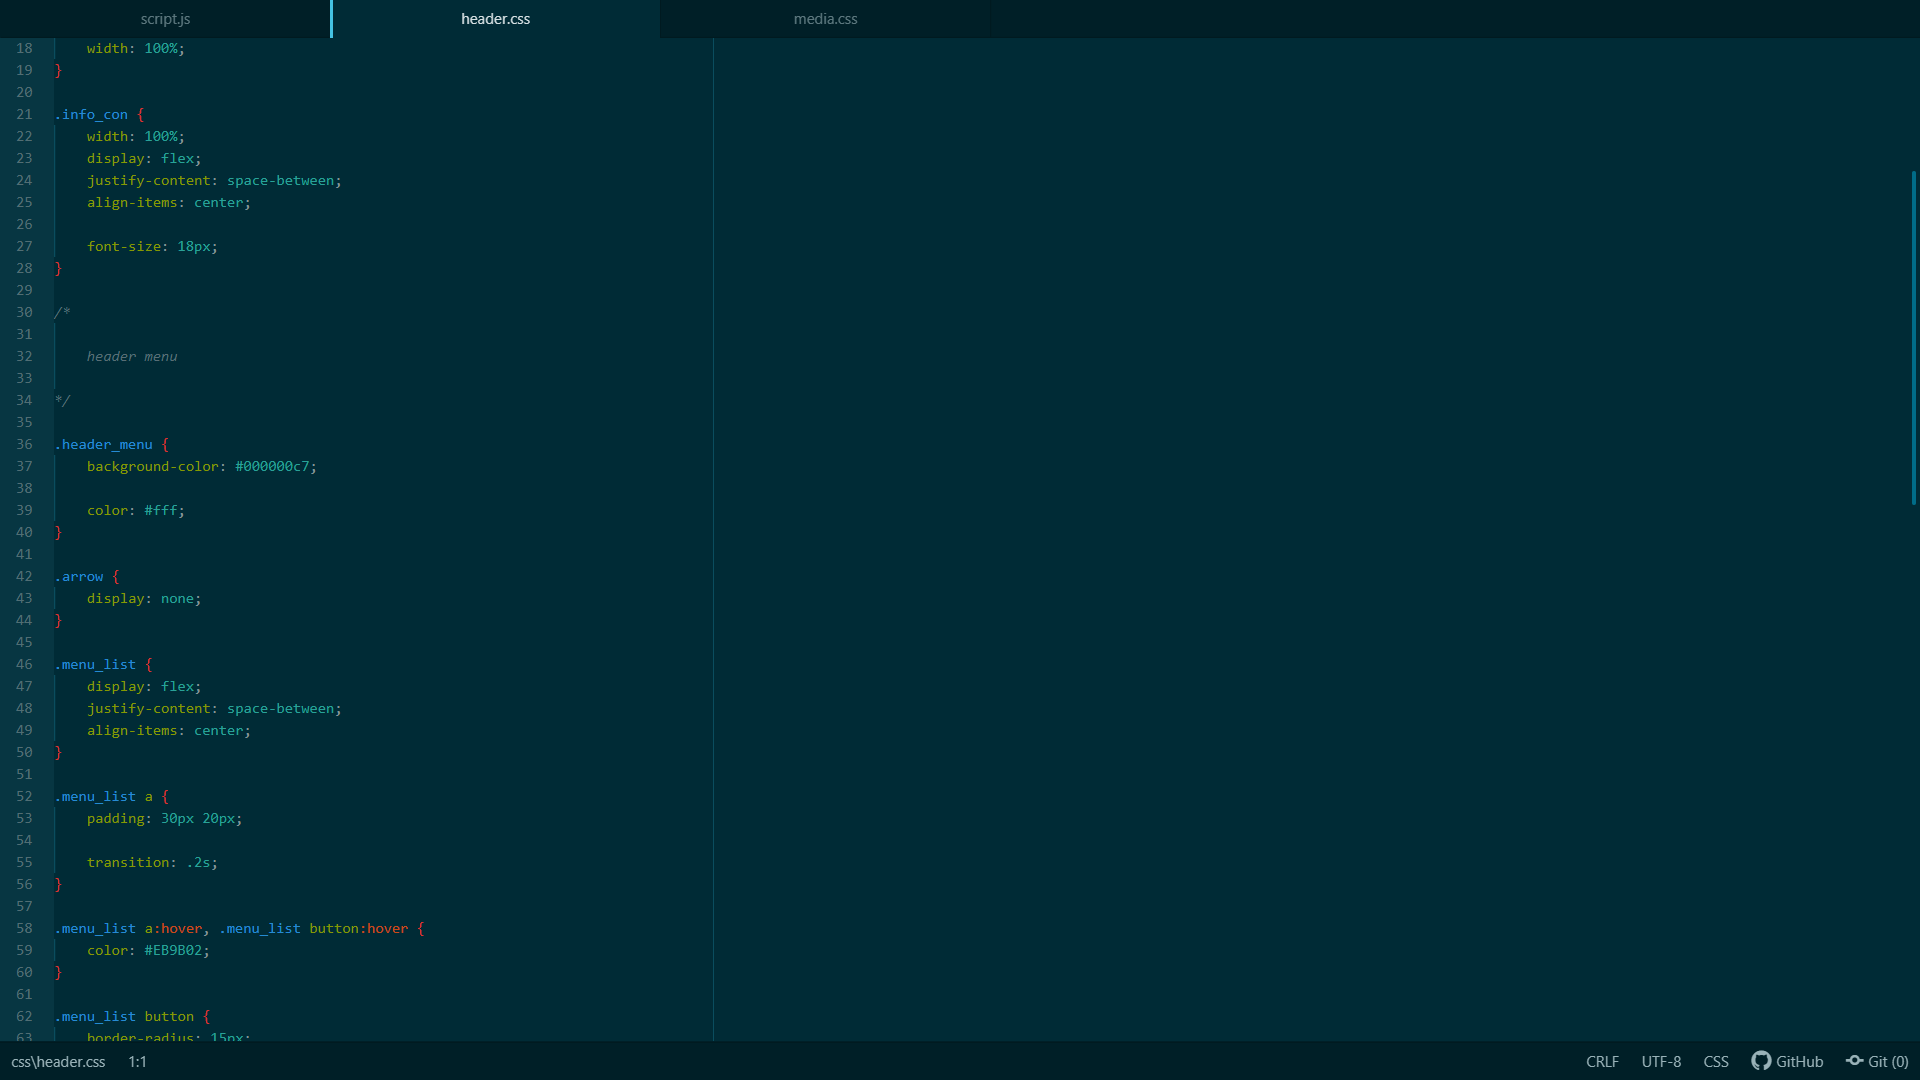 script.js header.css media.css
18 width: 100%;
19 }
20
21 .info_con {
22 width: 100%;
23 display: flex;
24 justify-content: space-between;
25 align-items: center;
26
27 font-size: 18px;
28 }
29
30 /*
31
32 header menu
33
34 */
35
36 .header_menu {
37 background-color: #000000c7;
38
39 color: #fff;
40 }
41
42 .arrow {
43 display: none;
44 }
45
46 .menu_list {
47 display: flex;
48 justify-content: space-between;
49 align-items: center;
50 }
51
52 .menu_list a {
53 padding: 30px 20px;
54
55 transition: .2s;
56 }
57
58 .menu_list a:hover, .menu_list button:hover {
59 color: #EB9B02;
60 }
61
62 .menu_list button {
63 border-radius: 15px;
css\header.css 1:1 CRLF UTF-8 CSS GitHub Git (0)